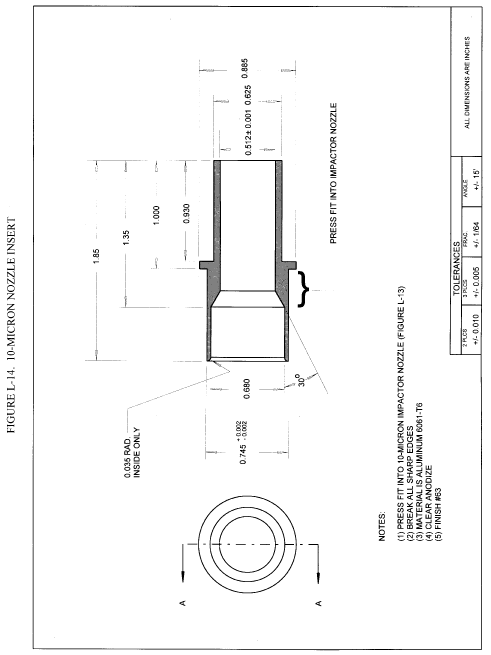 FIGURE L-14. 10-MICRON NOZZLE INSERT
A
A
0.035 RAD.
INSIDE ONLY
1.85
1.35
1.000
0.930
0.745 +0.002 -0.002
0.680
30°
0.512± 0.001
0.625
0.885
PRESS FIT INTO IMPACTOR NOZZLE
NOTES:
(1) PRESS FIT INTO 10-MICRON IMPACTOR NOZZLE (FIGURE L-13)
(2) BREAK ALL SHARP EDGES
(3) MATERIAL IS ALUMINUM 6061-T6
(4) CLEAR ANODIZE
(5) FINISH #63
TOLERANCES
2 PLCS 3 PLCS FRAC ANGLE
+/- 0.010 +/- 0.005 +/- 1/64 +/- 15'
ALL DIMENSIONS ARE INCHES